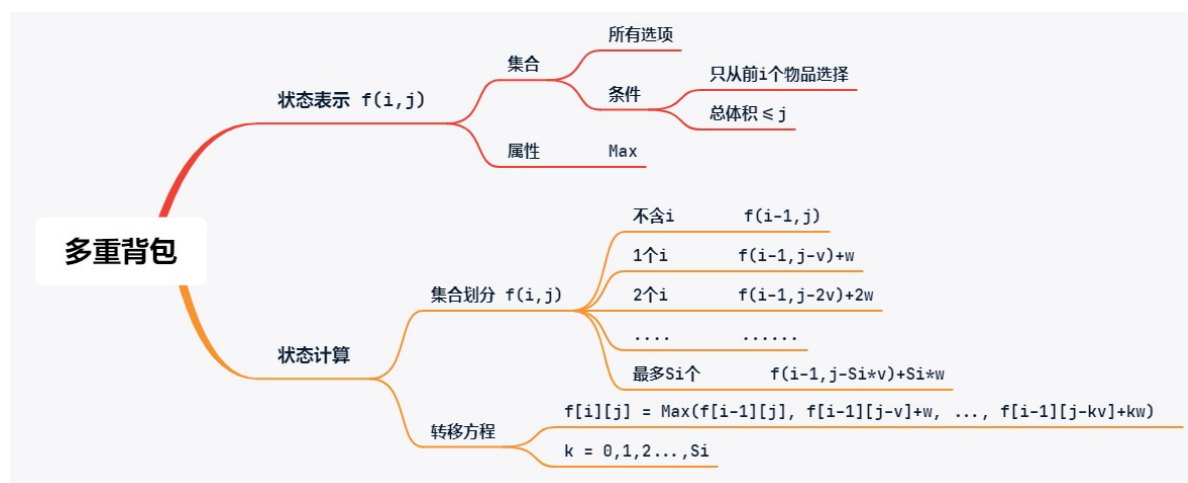 所有选项
集合
只从前i个物品选择
条件
状态表示 f(i,j)
总体积 ≤ j
属性 Max
多重背包
不含i f(i-1,j)
1个i f(i-1,j-v)+w
集合划分 f(i,j)
2个i f(i-1,j-2v)+2w
.... ......
状态计算
最多Si个 f(i-1,j-Si*v)+Si*w
f[i][j] = Max(f[i-1][j], f[i-1][j-v]+w, ..., f[i-1][j-kv]+kw)
转移方程
k = 0,1,2...,Si